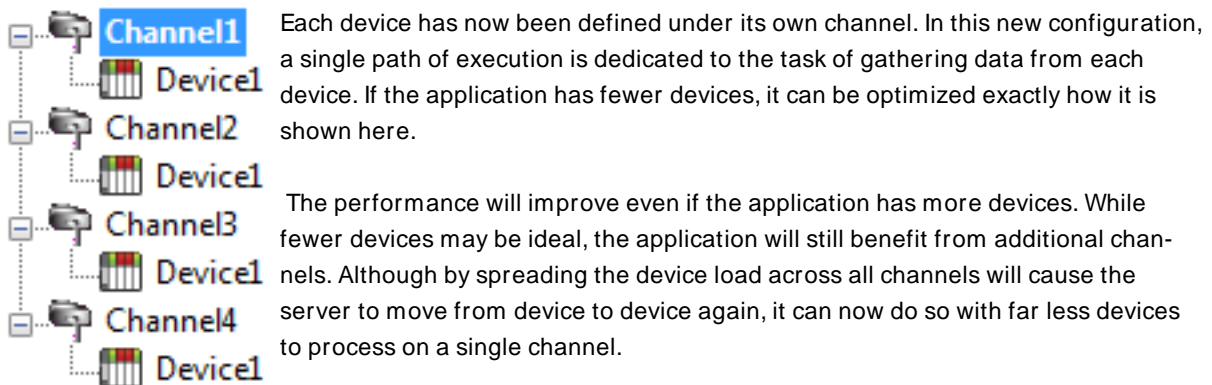 Channel1
Device1
Channel2
Device1
Channel3
Device1
Channel4
Device1
Each device has now been defined under its own channel. In this new configuration,
a single path of execution is dedicated to the task of gathering data from each
device. If the application has fewer devices, it can be optimized exactly how it is
shown here.
The performance will improve even if the application has more devices. While
fewer devices may be ideal, the application will still benefit from additional chan-
nels. Although by spreading the device load across all channels will cause the
server to move from device to device again, it can now do so with far less devices
to process on a single channel.